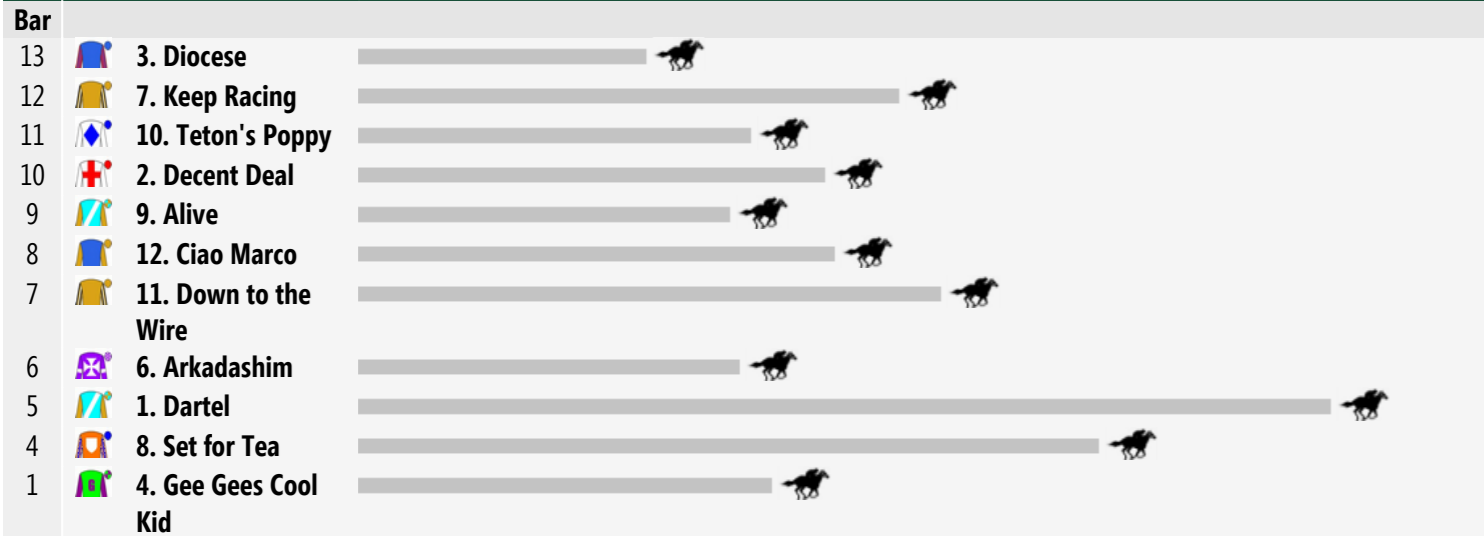 Bar
13 3. Diocese
12 7. Keep Racing
11 10. Teton's Poppy
10 2. Decent Deal
9 9. Alive
8 12. Ciao Marco
7 11. Down to the
Wire
6 6. Arkadashim
5 1. Dartel
4 8. Set for Tea
1 G 4. Gee Gees Cool
Kid